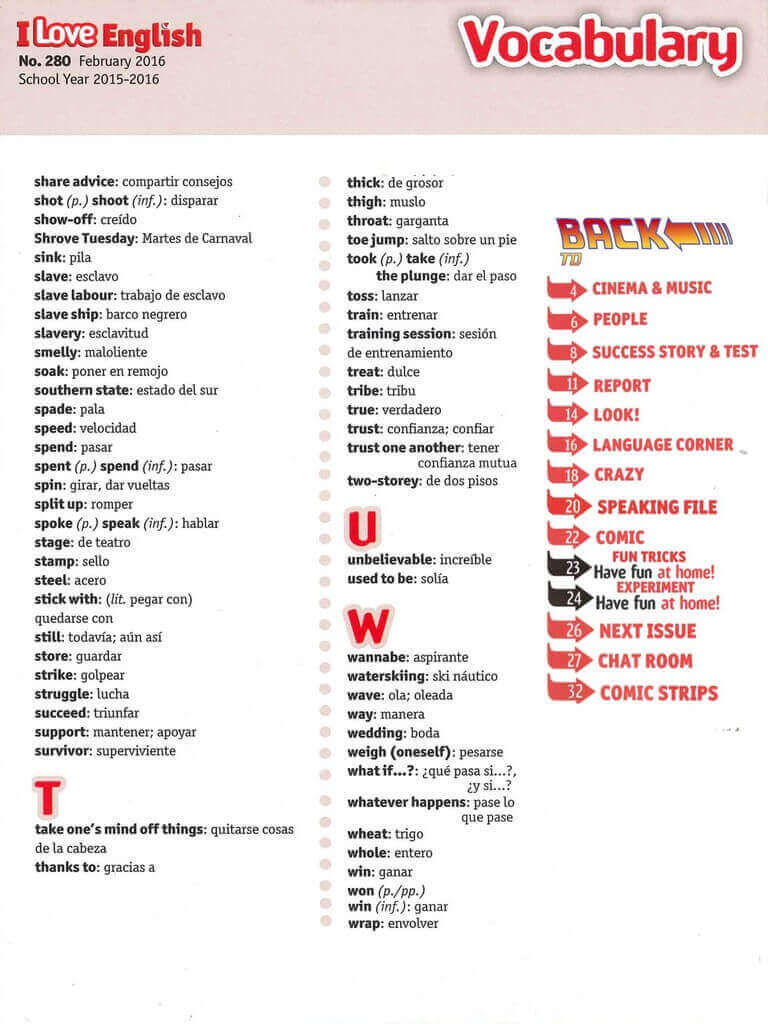 I Love English
No. 280 February 2016
School Year 2015-2016
Vocabulary
share advice: compartir consejos
shot (p.) shoot (inf.): disparar
show-off: creído
Shrove Tuesday: Martes de Carnaval
sink: pila
slave: esclavo
slave labour: trabajo de esclavo
slave ship: barco negrero
slavery: esclavitud
smelly: maloliente
soak: poner en remojo
southern state: estado del sur
spade: pala
speed: velocidad
spend: pasar
spent (p.) spend (inf.): pasar
spin: girar, dar vueltas
split up: romper
spoke (p.) speak (inf.): hablar
stage: de teatro
stamp: sello
steel: acero
stick with: (lit. pegar con)
quedarse con
still: todavía; aún así
store: guardar
strike: golpear
struggle: lucha
succeed: triunfar
support: mantener; apoyar
survivor: superviviente
T
take one's mind off things: quitarse cosas
de la cabeza
thanks to: gracias a
thick: de grosor
thigh: muslo
throat: garganta
toe jump: salto sobre un pie
took (p.) take (inf.)
the plunge: dar el paso
toss: lanzar
train: entrenar
training session: sesión
de entrenamiento
treat: dulce
tribe: tribu
true: verdadero
trust: confianza; confiar
trust one another: tener
confianza mutua
two-storey: de dos pisos
U
unbelievable: increíble
used to be: solía
W
wannabe: aspirante
waterskiing: ski náutico
wave: ola; oleada
way: manera
wedding: boda
weigh (oneself): pesarse
what if...?: ¿qué pasa si...?,
¿y si...?
whatever happens: pase lo
que pase
wheat: trigo
whole: entero
win: ganar
won (p./pp.)
win (inf.): ganar
wrap: envolver
BACK
TO
4 CINEMA & MUSIC
6 PEOPLE
8 SUCCESS STORY & TEST
11 REPORT
14 LOOK!
16 LANGUAGE CORNER
18 CRAZY
20 SPEAKING FILE
22 COMIC
23 FUN TRICKS
Have fun at home!
24 EXPERIMENT
Have fun at home!
26 NEXT ISSUE
27 CHAT ROOM
32 COMIC STRIPS